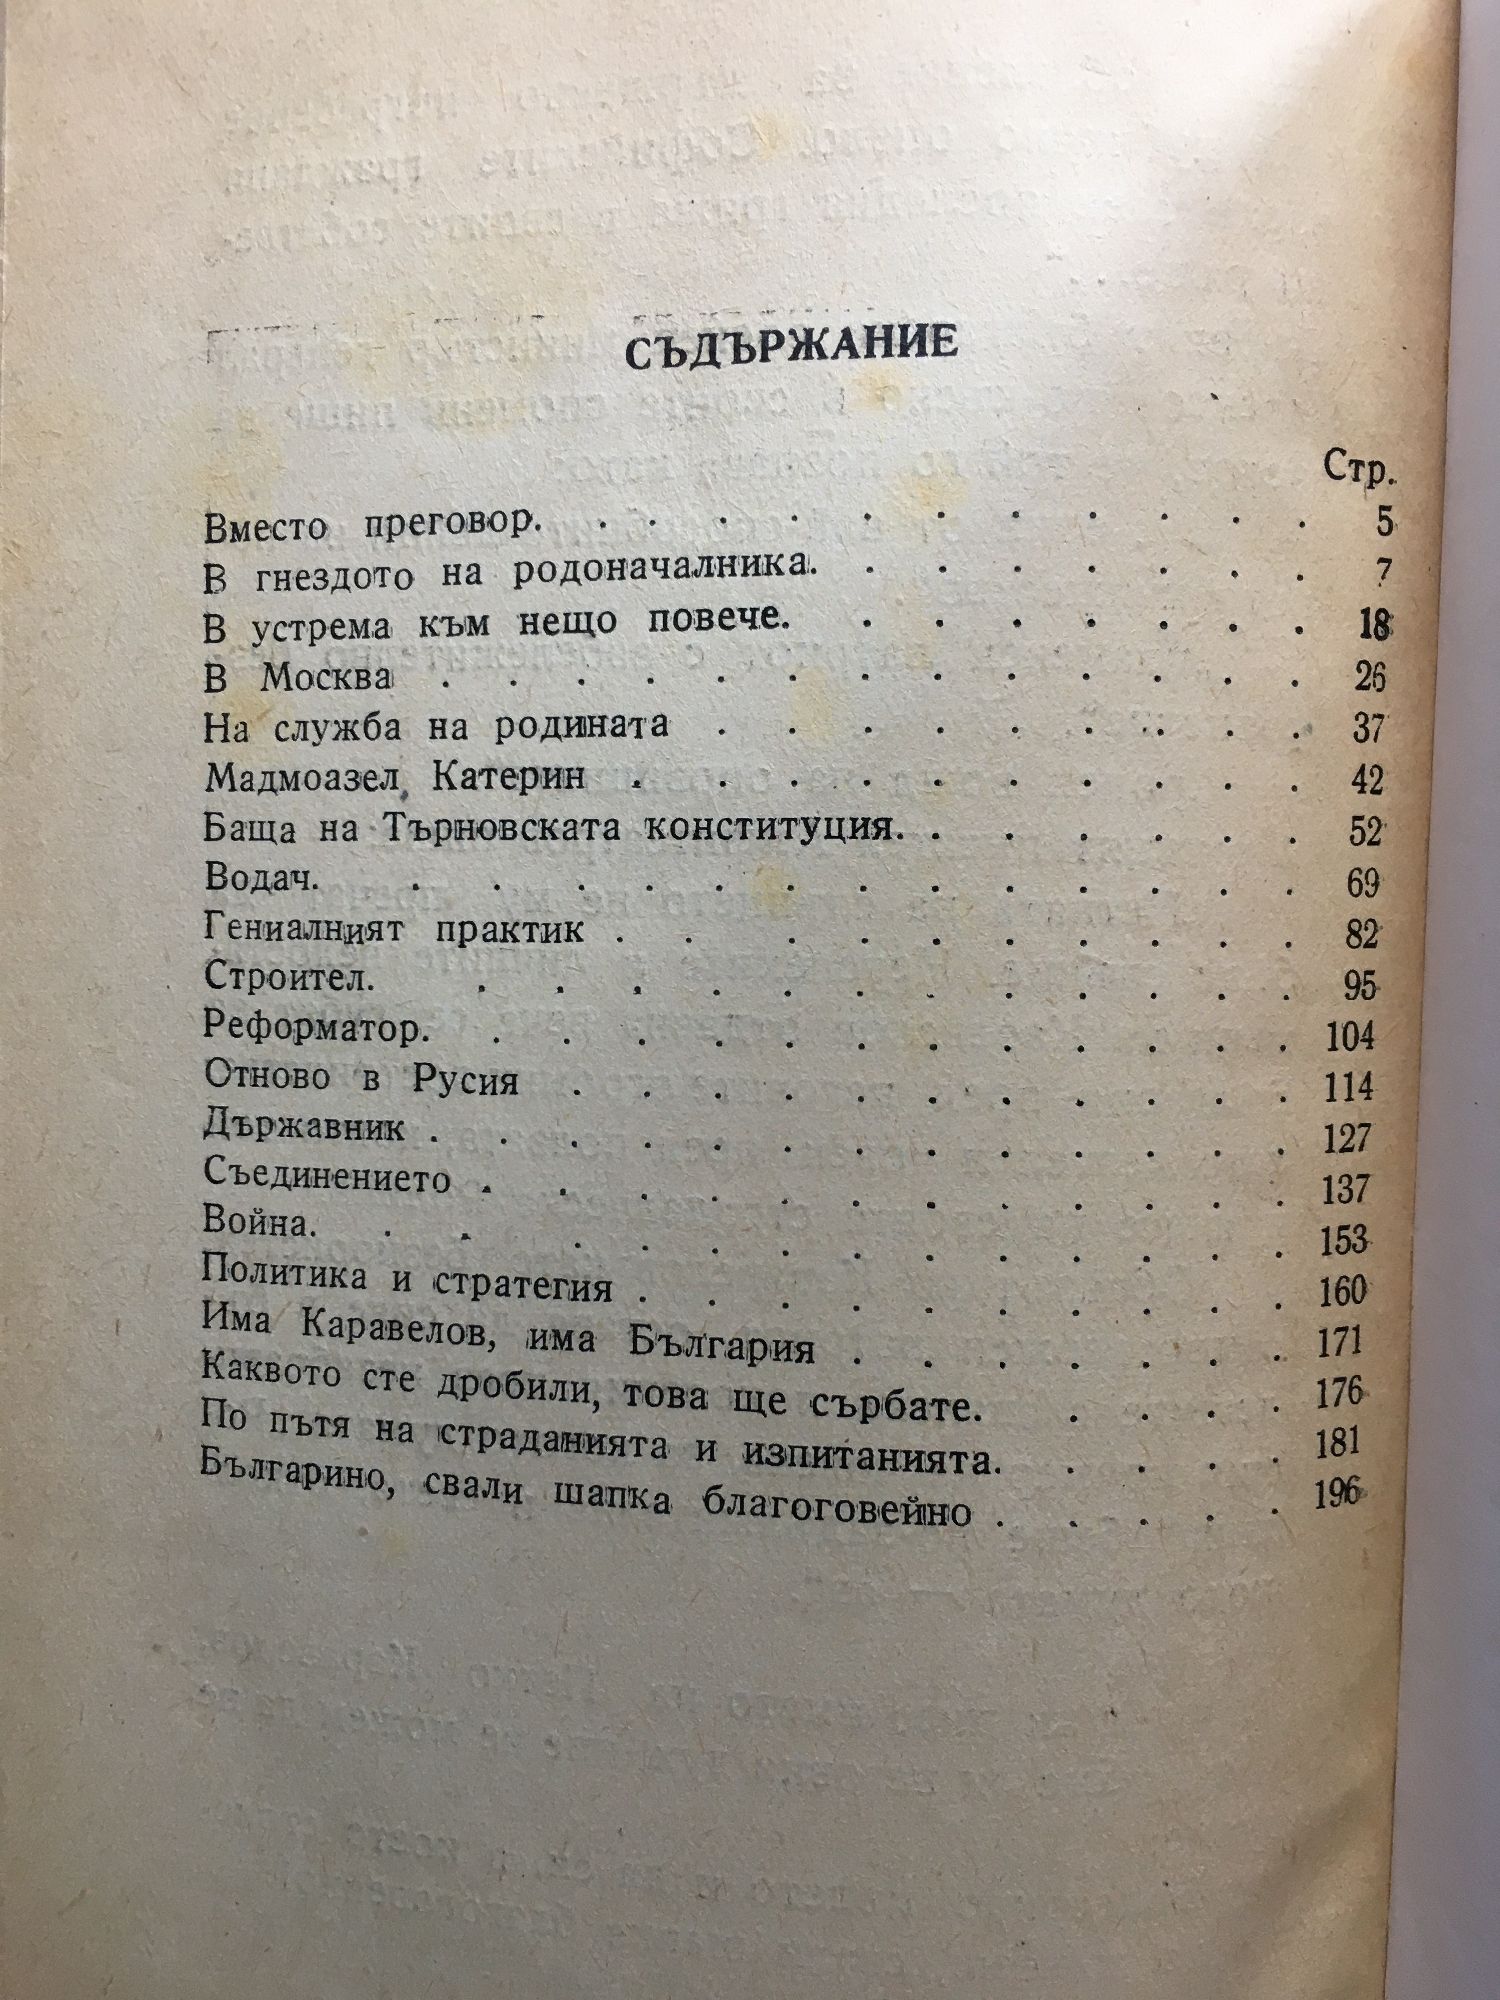 СЪДЪРЖАНИЕ
Стр.
Вместо преговор. . . . . . . . . . . . 5
В гнездото на родоначалника. . . . . . . . 7
В устрема към нещо повече. . . . . . . . 18
В Москва . . . . . . . . . . . . . 26
На служба на родината . . . . . . . . . 37
Мадмоазел Катерин . . . . . . . . . . 42
Баща на Търновската конституция. . . . . . . 52
Водач. . . . . . . . . . . . . . 69
Гениалният практик . . . . . . . . . . 82
Строител. . . . . . . . . . . . . 95
Реформатор. . . . . . . . . . . . . 104
Отново в Русия . . . . . . . . . . . 114
Държавник . . . . . . . . . . . . . 127
Съединението . . . . . . . . . . . . 137
Война. . . . . . . . . . . . . . 153
Политика и стратегия . . . . . . . . . . 160
Има Каравелов, има България . . . . . . . 171
Каквото сте дробили, това ще сърбате. . . . . 176
По пътя на страданията и изпитанията. . . . . 181
Българино, свали шапка благоговейно . . . . . 196